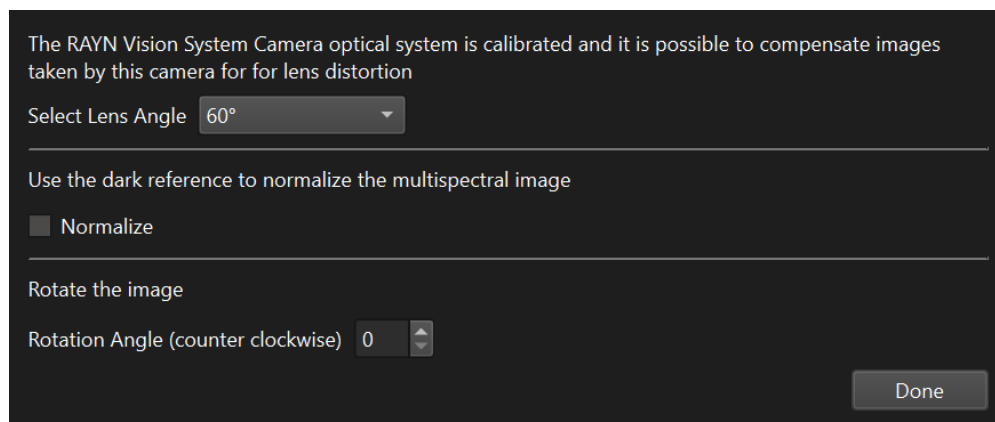 The RAYN Vision System Camera optical system is calibrated and it is possible to compensate images
taken by this camera for for lens distortion
Select Lens Angle 60°
Use the dark reference to normalize the multispectral image
Normalize
Rotate the image
Rotation Angle (counter clockwise) 0
Done